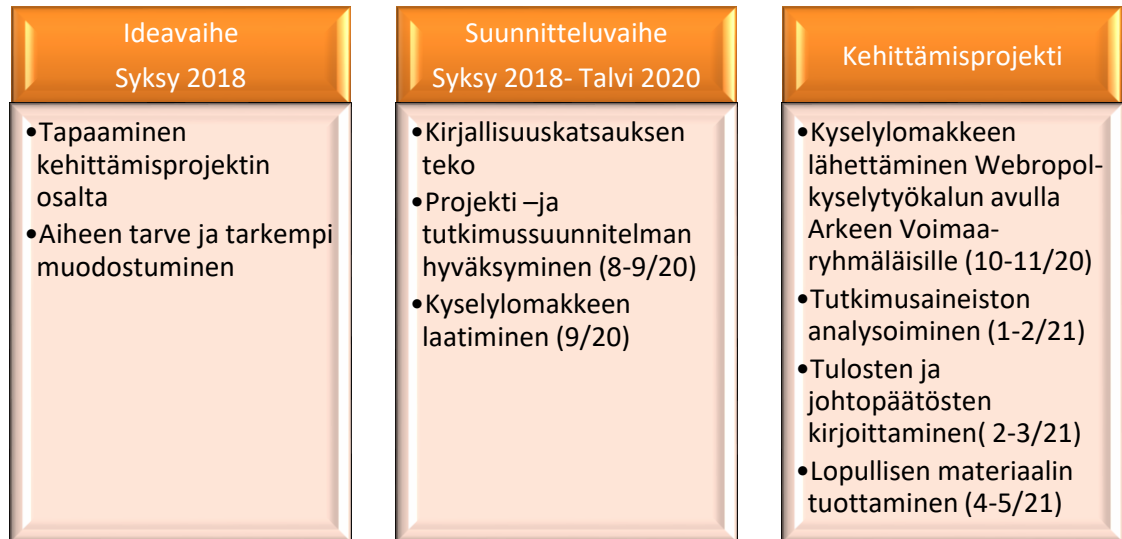 Ideavaihe
Syksy 2018
•Tapaaminen
kehittämisprojektin
osalta
•Aiheen tarve ja tarkempi
muodostuminen
Suunnitteluvaihe
Syksy 2018- Talvi 2020
•Kirjallisuuskatsauksen
teko
•Projekti –ja
tutkimussuunnitelman
hyväksyminen (8-9/20)
•Kyselylomakkeen
laatiminen (9/20)
Kehittämisprojekti
•Kyselylomakkeen
lähettäminen Webropol-
kyselytyökalun avulla
Arkeen Voimaa-
ryhmäläisille (10-11/20)
•Tutkimusaineiston
analysoiminen (1-2/21)
•Tulosten ja
johtopäätösten
kirjoittaminen( 2-3/21)
•Lopullisen materiaalin
tuottaminen (4-5/21)